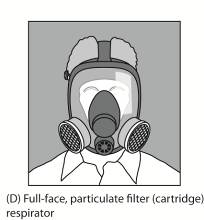 (D) Full-face, particulate filter (cartridge)
respirator